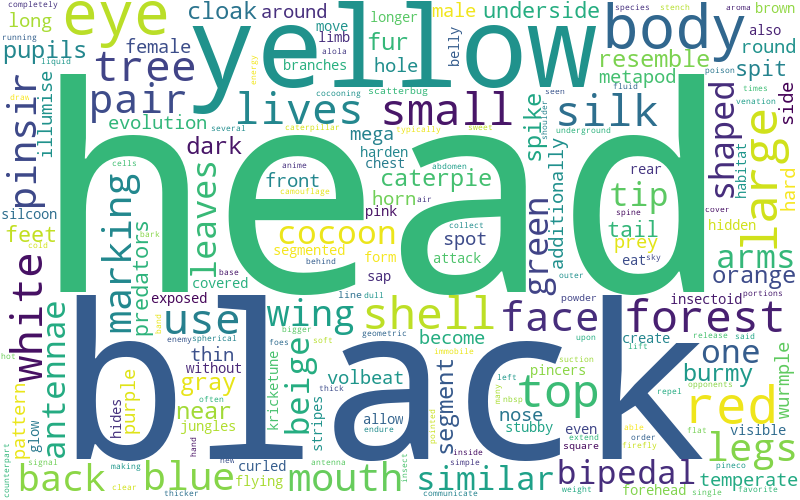 completely
running
liquid
draw
long
eye
pupils
cloak
around
female
tree
pair
illumise
pinsir
evolution
silcoon
feet
dark
lives
yellow
move
limb
alola
energy
branches
hole
fur
longer
male
belly
scatterbug
cocooning
underside
small
silk
resemble
metapod
body
round
spit
also
species
stench
aroma
brown
poison
times
venation
fluid
seen
shoulder
spike
several
caterpillar
typically
sweet
underground
mega
harden
chest
anime
camouflage
abdomen
cells
bark
cold
leaves
marking
predators
white
front
horn
air
caterpie
pink
cocoon
segmented
form
behind
spot
attack
collect
sap
covered
base
exposed
head
green
additionally
tip
tail
prey
rear
spine
eat
sky
cover
shaped
large
side
habitat
hard
hidden
arms
orange
outer
powder
portions
insectoid
line
dull
band
enemy
spherical
bigger
foes
soft
geometric
immobile
upon
suction
create
lift
release
said
antennae
use
wing
shell
face
forest
thin
without
beige
become
volbeat
pincers
one
burmy
wurmple
hot
glow
pattern
purple
gray
near
hides
often
jungles
kricketune
stripes
thick
allow
endure
antenna
left
many
nbsp
segment
nose
stubby
top
even
extend
square
able
painted
firefly
order
repel
opponents
flat
visible
red
legs
black
counterpart
signal
making
clear
back
hand
new
thicker
blue
curled
flying
mouth
insect
inside
simple
communicate
similar
weight
bipedal
forehead
single
pineco
temperate
favorite